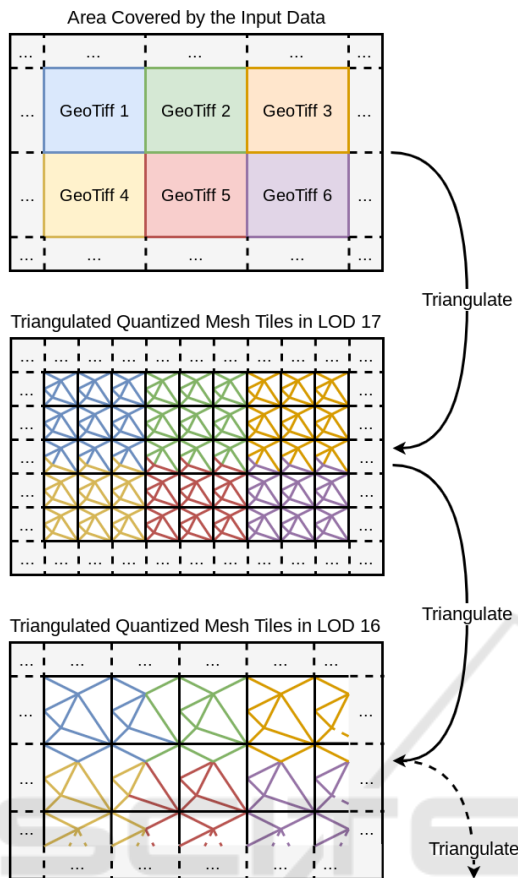 Area Covered by the Input Data
... ... ... ... ...
... GeoTiff 1 GeoTiff 2 GeoTiff 3 ...
... GeoTiff 4 GeoTiff 5 GeoTiff 6 ...
... ... ... ... ...
Triangulate
Triangulated Quantized Mesh Tiles in LOD 17
... ... ... ... ... ... ... ... ... ... ...
... ...
... ...
... ...
... ...
... ...
... ... ... ... ... ... ... ... ... ... ...
Triangulate
Triangulated Quantized Mesh Tiles in LOD 16
... ... ... ... ... ... ...
... ...
... ...
... ...
... ... ... ... ... ... ...
Triangulate